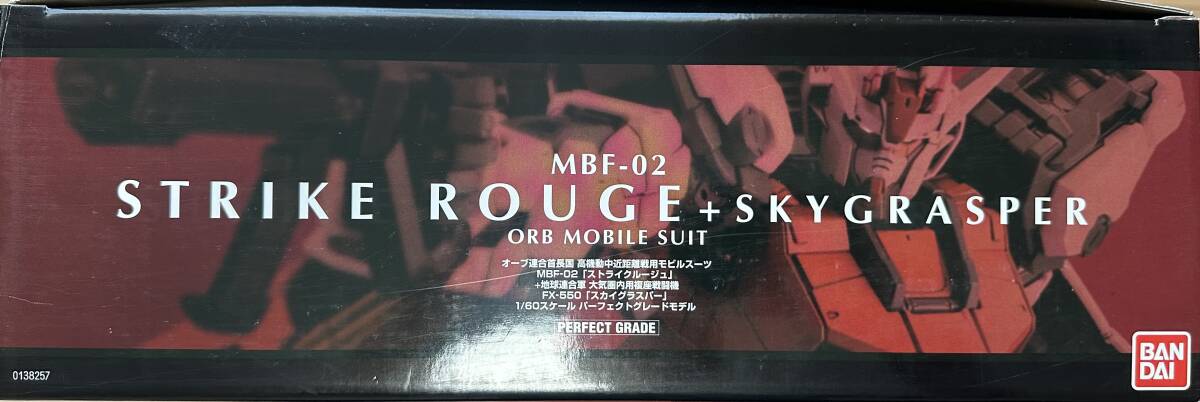 MBF-02
STRIKE ROUGE + SKYGRASPER
ORB MOBILE SUIT
オーブ連合首長国 高機動中近距離戦用モビルスーツ
MBF-02「ストライクルージュ」
+地球連合軍 大気圏内用複座戦闘機
FX-550「スカイグラスパー」
1/60スケール パーフェクトグレードモデル
PERFECT GRADE
0138257
BAN
DAI